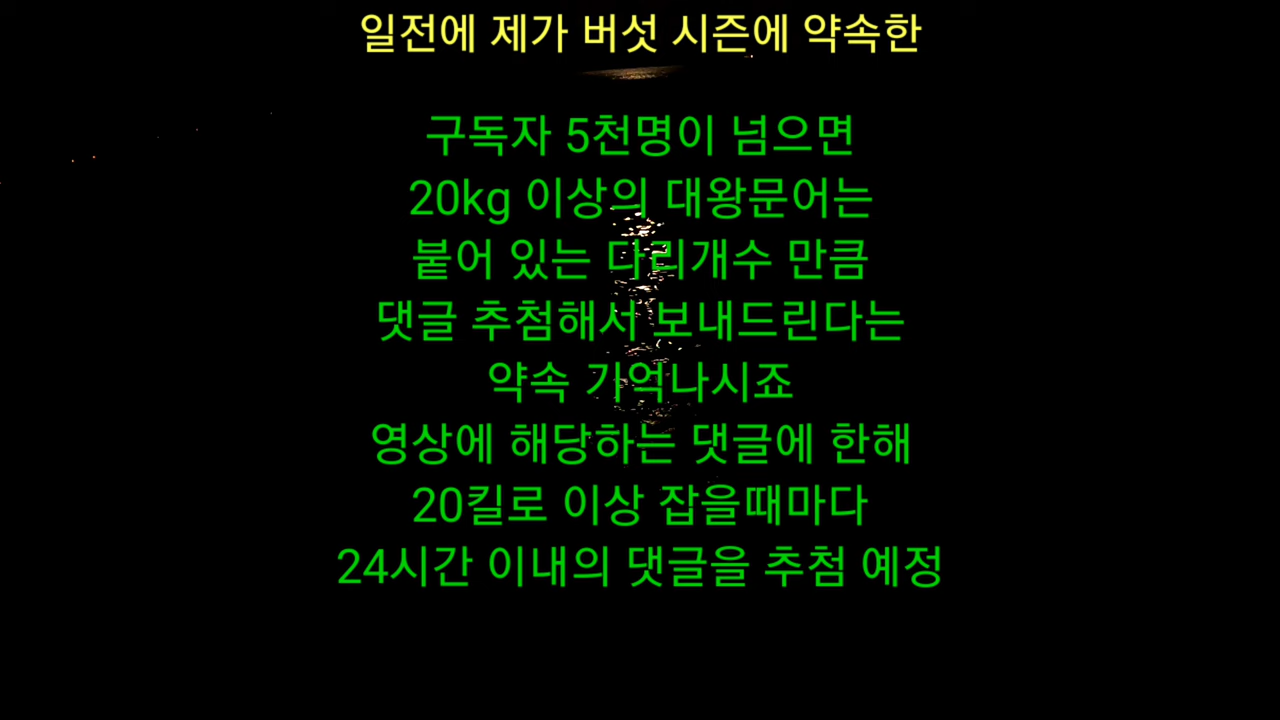 일전에 제가 버섯 시즌에 약속한
구독자 5천명이 넘으면
20kg 이상의 대왕문어는
붙어 있는 다리개수 만큼
댓글 추첨해서 보내드린다는
약속 기억나시죠
영상에 해당하는 댓글에 한해
20킬로 이상 잡을때마다
24시간 이내의 댓글을 추첨 예정